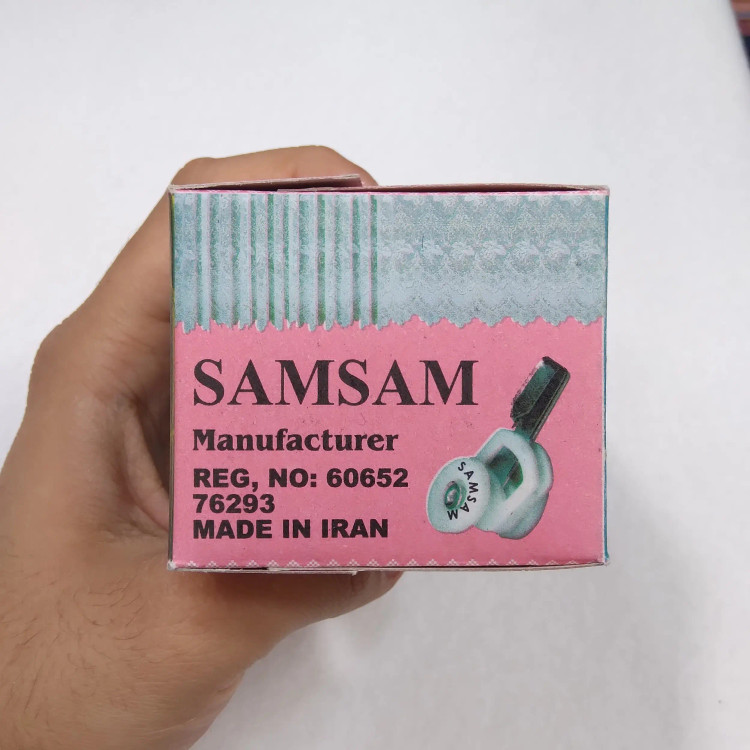 SAMSAM
Manufacturer
REG, NO: 60652
76293
MADE IN IRAN
SAMSAM